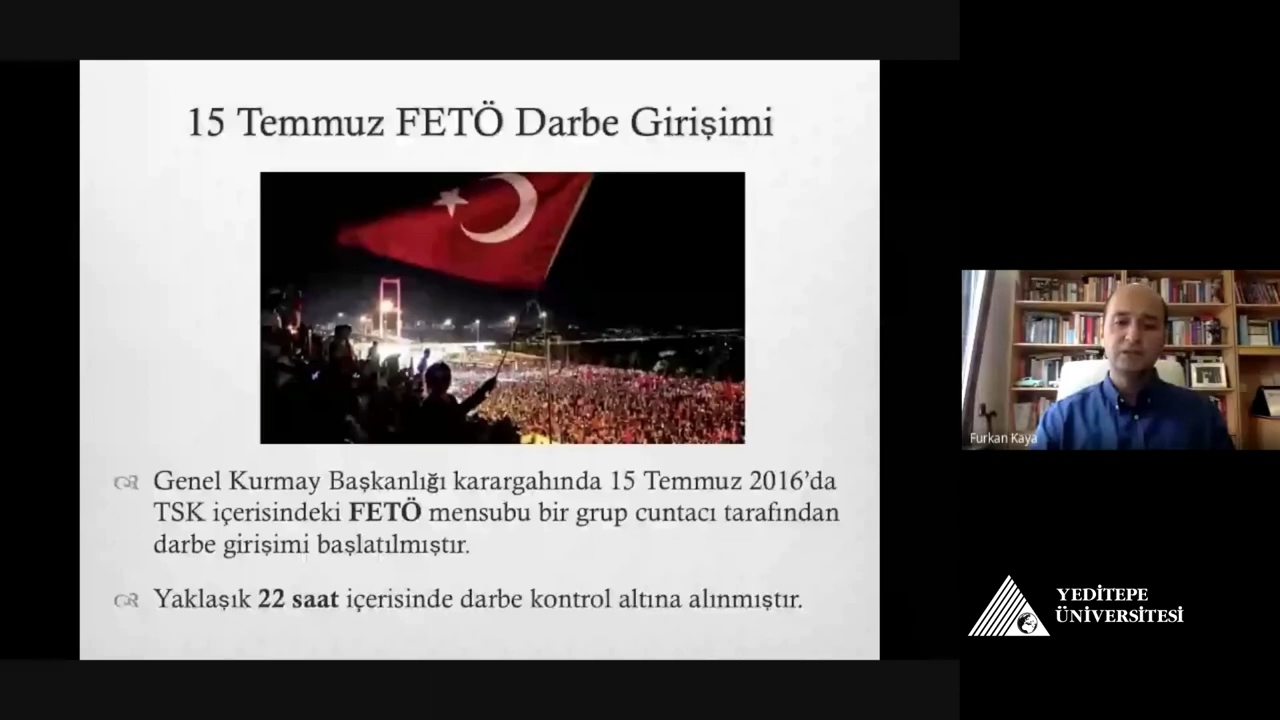 15 Temmuz FETÖ Darbe Girişimi
Genel Kurmay Başkanlığı karargahında 15 Temmuz 2016’da
TSK içerisindeki FETÖ mensubu bir grup cuntacı tarafından
darbe girişimi başlatılmıştır.
Yaklaşık 22 saat içerisinde darbe kontrol altına alınmıştır.
Furkan Kaya
YEDİTEPE
ÜNİVERSİTESİ